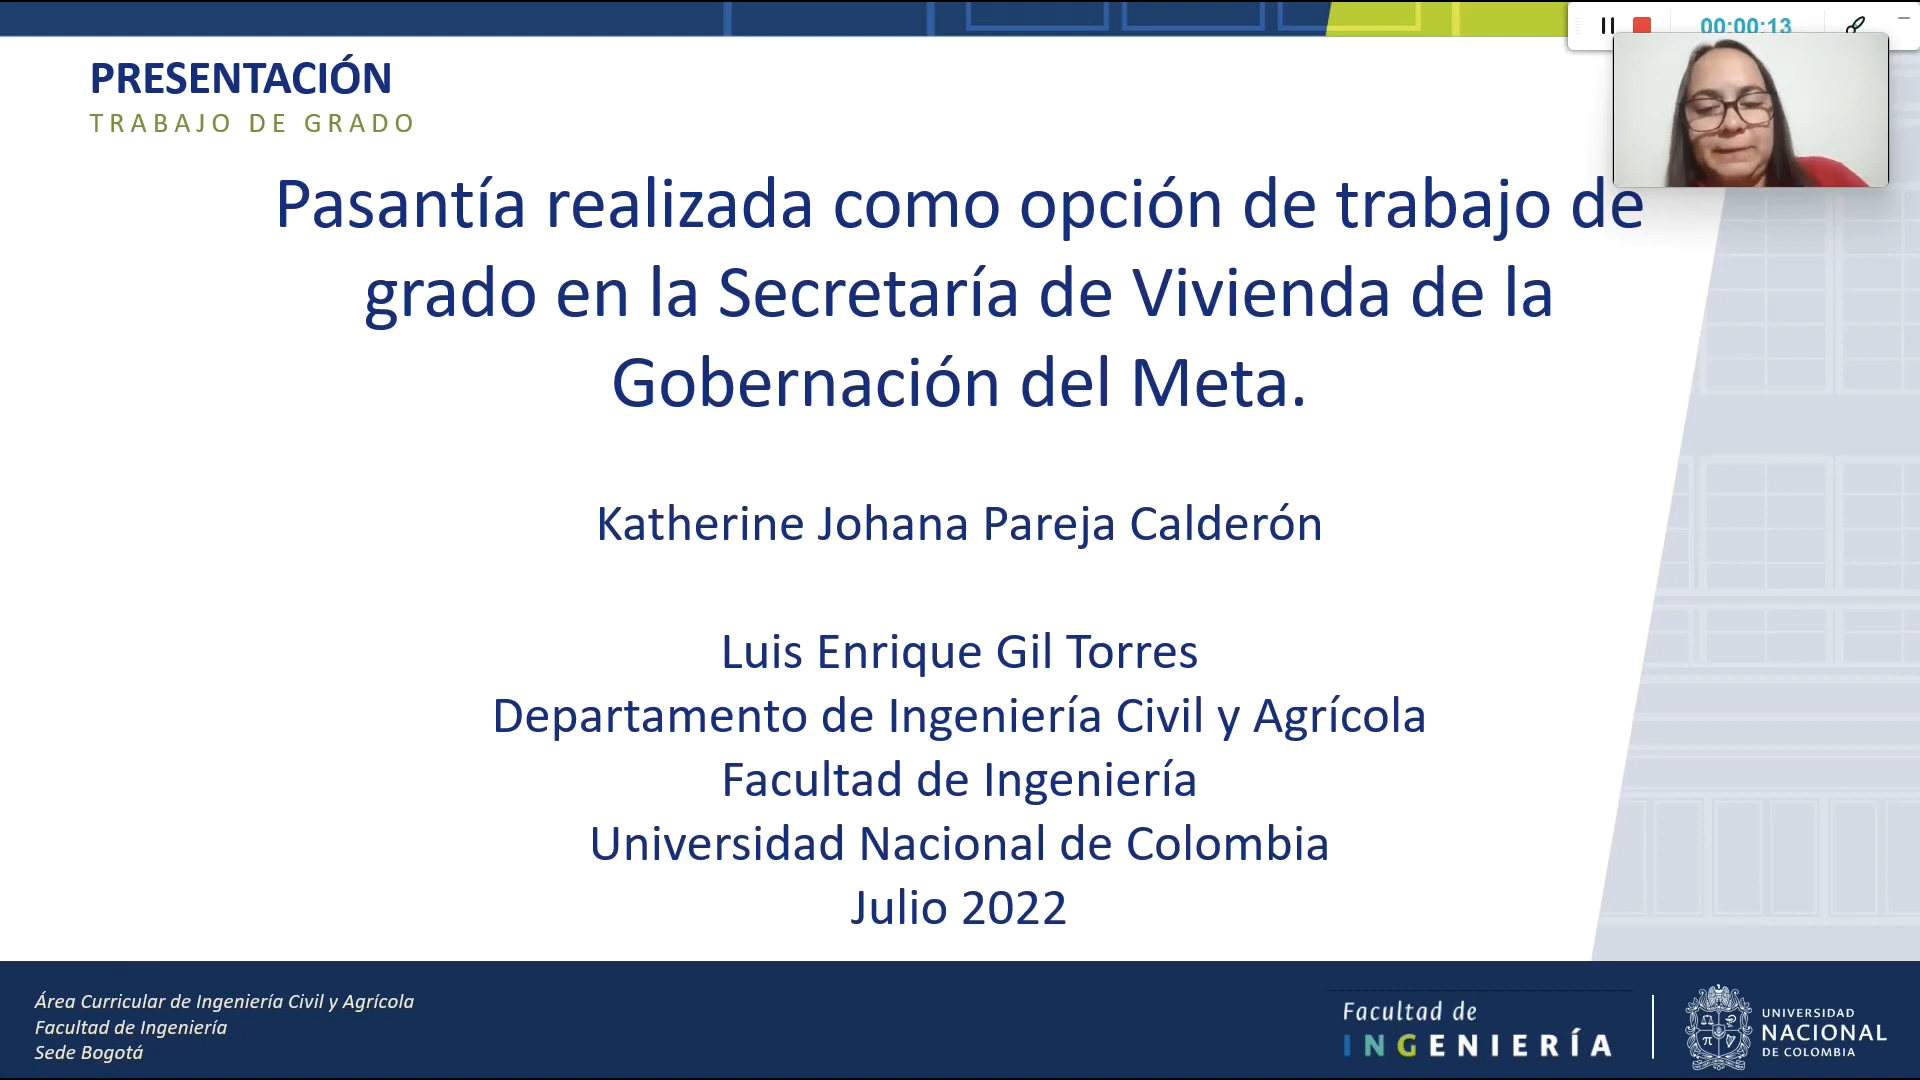 00:00:13
PRESENTACIÓN
TRABAJO DE GRADO
Pasantía realizada como opción de trabajo de
grado en la Secretaría de Vivienda de la
Gobernación del Meta.
Katherine Johana Pareja Calderón
Luis Enrique Gil Torres
Departamento de Ingeniería Civil y Agrícola
Facultad de Ingeniería
Universidad Nacional de Colombia
Julio 2022
Área Curricular de Ingeniería Civil y Agrícola
Facultad de Ingeniería
Sede Bogotá
Facultad de
INGENIERÍA
UNIVERSIDAD
NACIONAL
DE COLOMBIA